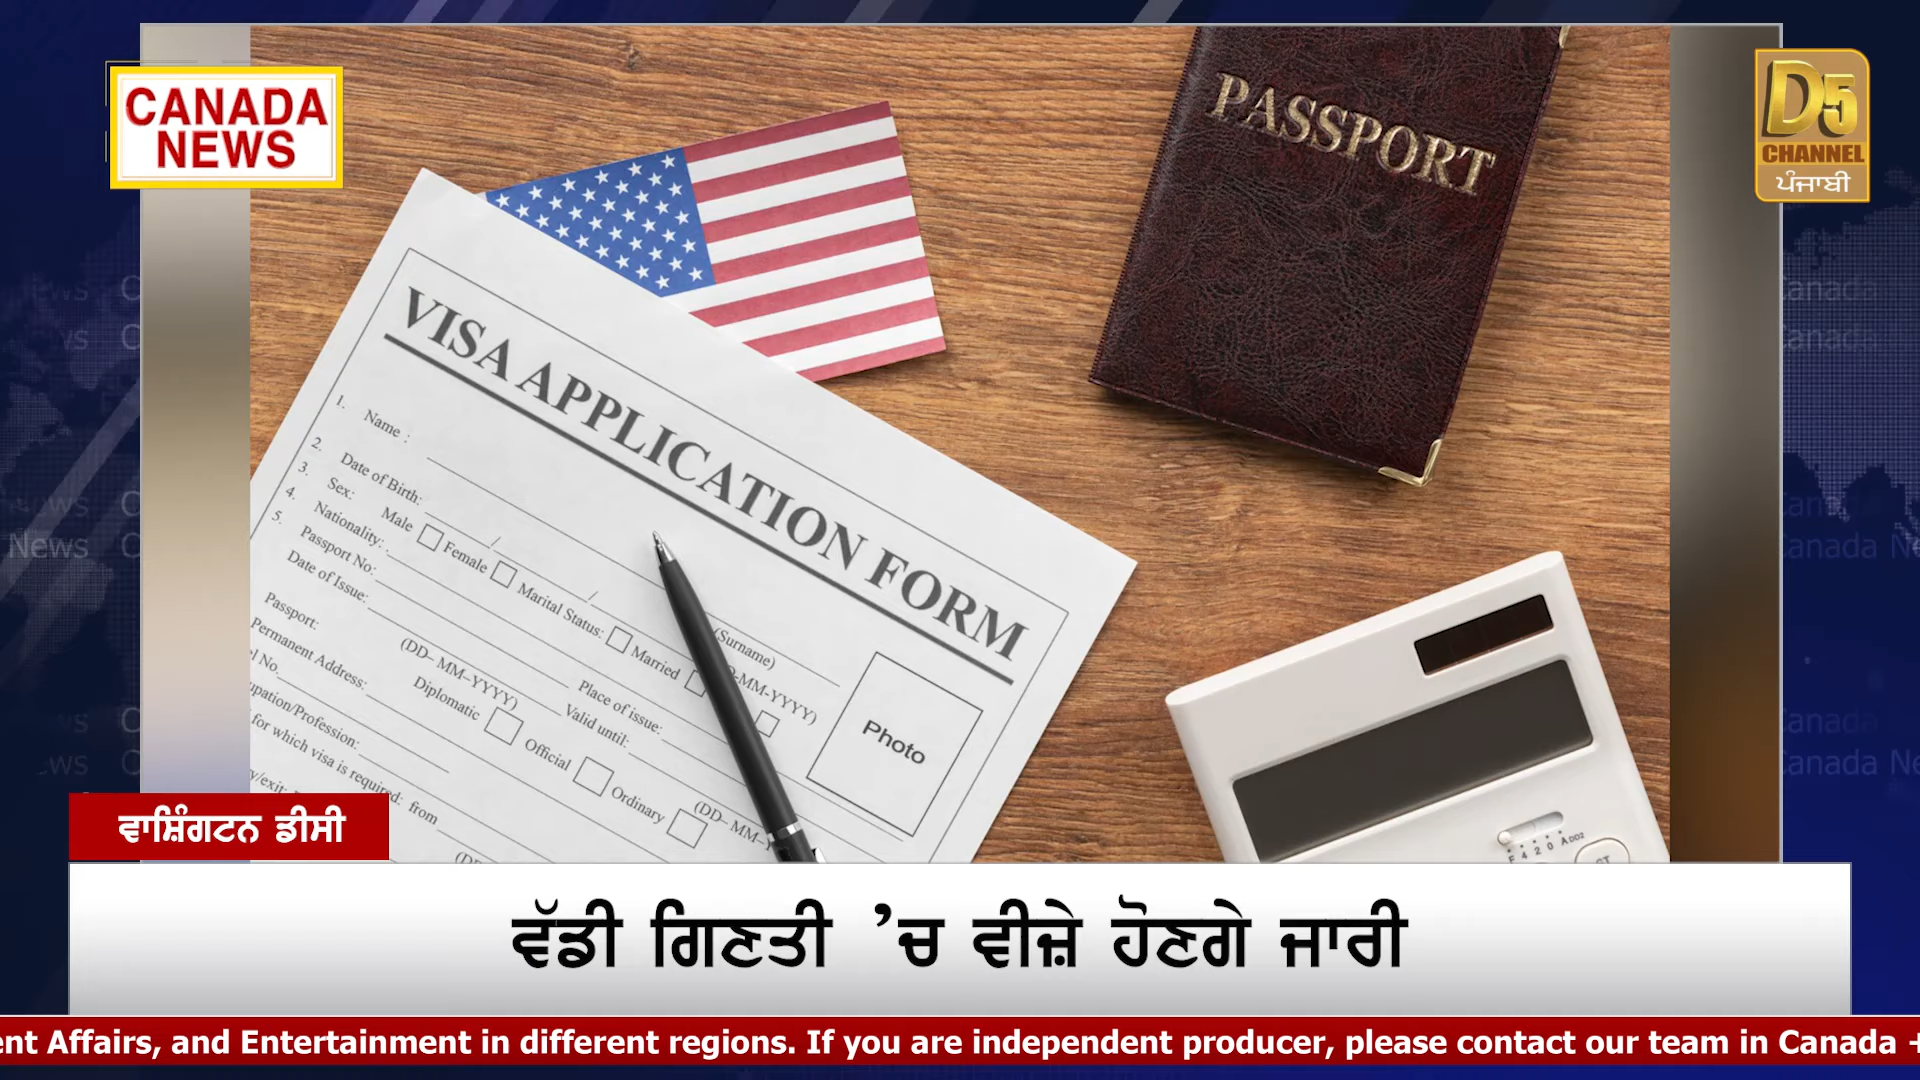 CANADA
NEWS
D5
CHANNEL
ਪੰਜਾਬੀ
PASSPORT
VISA APPLICATION FORM
1. Name :
(Surname)
2. Date of Birth:
3. Sex: Male Female Marital Status: Married
4. Nationality:
5. Passport No:
Date of Issue:
(DD-MM-YYYY)
Place of issue:
Valid until:
Passport:
Diplomatic Official Ordinary
Permanent Address:
for which visa is required: from
Photo
ਵਾਸ਼ਿੰਗਟਨ ਡੀਸੀ
ਵੱਡੀ ਗਿਣਤੀ ’ਚ ਵੀਜ਼ੇ ਹੋਣਗੇ ਜਾਰੀ
Affairs, and Entertainment in different regions. If you are independent producer, please contact our team in Canada